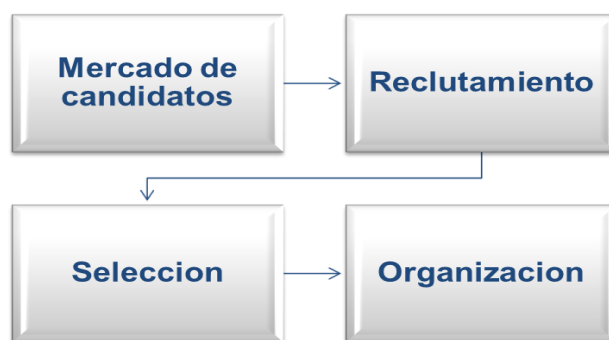 Mercado de
candidatos
Reclutamiento
Seleccion
Organizacion